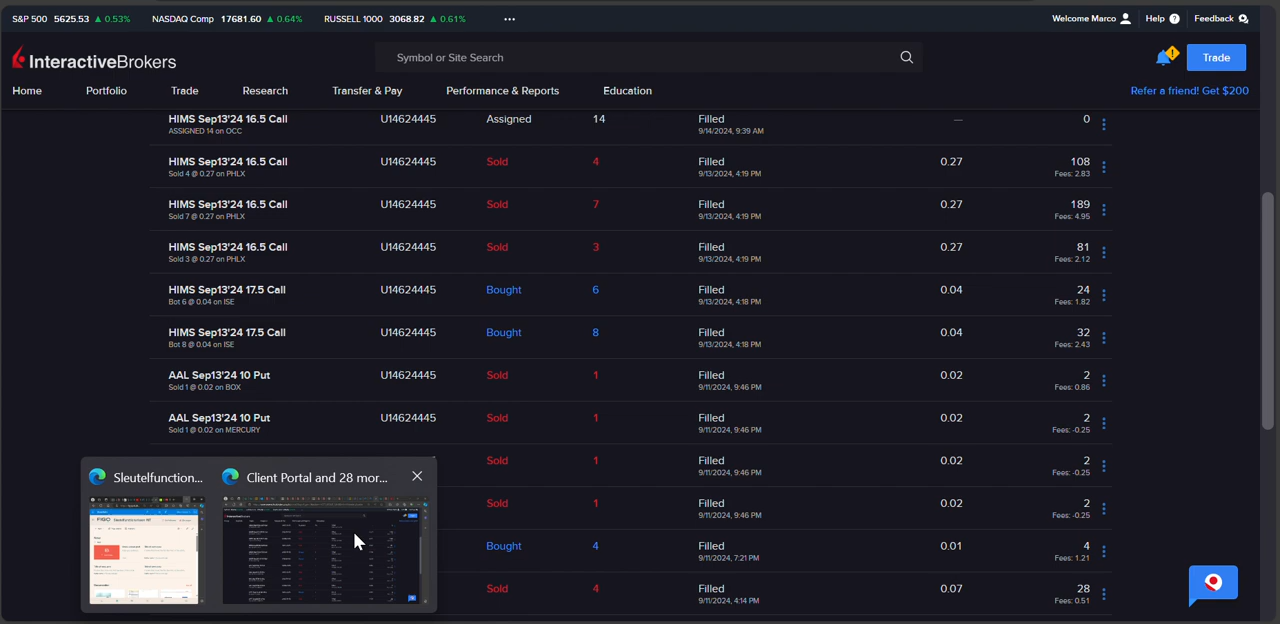 S&P 500 5625.53 ▲ 0.53% NASDAQ Comp 17681.60 ▲ 0.64% RUSSELL 1000 3068.82 ▲ 0.61% ••• Welcome Marco Help ? Feedback
InteractiveBrokers Symbol or Site Search Trade
Home Portfolio Trade Research Transfer & Pay Performance & Reports Education Refer a friend! Get $200
HIMS Sep13'24 16.5 Call U14624445 Assigned 14 Filled — 0
ASSIGNED 14 on OCC 9/14/2024, 9:39 AM
HIMS Sep13'24 16.5 Call U14624445 Sold 4 Filled 0.27 108
Sold 4 @ 0.27 on PHLX 9/13/2024, 4:19 PM Fees: 2.83
HIMS Sep13'24 16.5 Call U14624445 Sold 7 Filled 0.27 189
Sold 7 @ 0.27 on PHLX 9/13/2024, 4:19 PM Fees: 4.95
HIMS Sep13'24 16.5 Call U14624445 Sold 3 Filled 0.27 81
Sold 3 @ 0.27 on PHLX 9/13/2024, 4:19 PM Fees: 2.12
HIMS Sep13'24 17.5 Call U14624445 Bought 6 Filled 0.04 24
Bot 6 @ 0.04 on ISE 9/13/2024, 4:18 PM Fees: 1.82
HIMS Sep13'24 17.5 Call U14624445 Bought 8 Filled 0.04 32
Bot 8 @ 0.04 on ISE 9/13/2024, 4:18 PM Fees: 2.43
AAL Sep13'24 10 Put U14624445 Sold 1 Filled 0.02 2
Sold 1 @ 0.02 on BOX 9/11/2024, 9:46 PM Fees: 0.86
AAL Sep13'24 10 Put U14624445 Sold 1 Filled 0.02 2
Sold 1 @ 0.02 on MERCURY 9/11/2024, 9:46 PM Fees: -0.25
Sold 1 Filled 0.02 2
9/11/2024, 9:46 PM Fees: -0.25
Sleutelfunction... Client Portal and 28 mor...
Sold 1 Filled 0.02 2
9/11/2024, 9:46 PM Fees: -0.25
FIGO
Bought 4 Filled 0.01 4
9/11/2024, 7:21 PM Fees: 1.21
Sold 4 Filled 0.07 28
9/11/2024, 4:14 PM Fees: 0.51